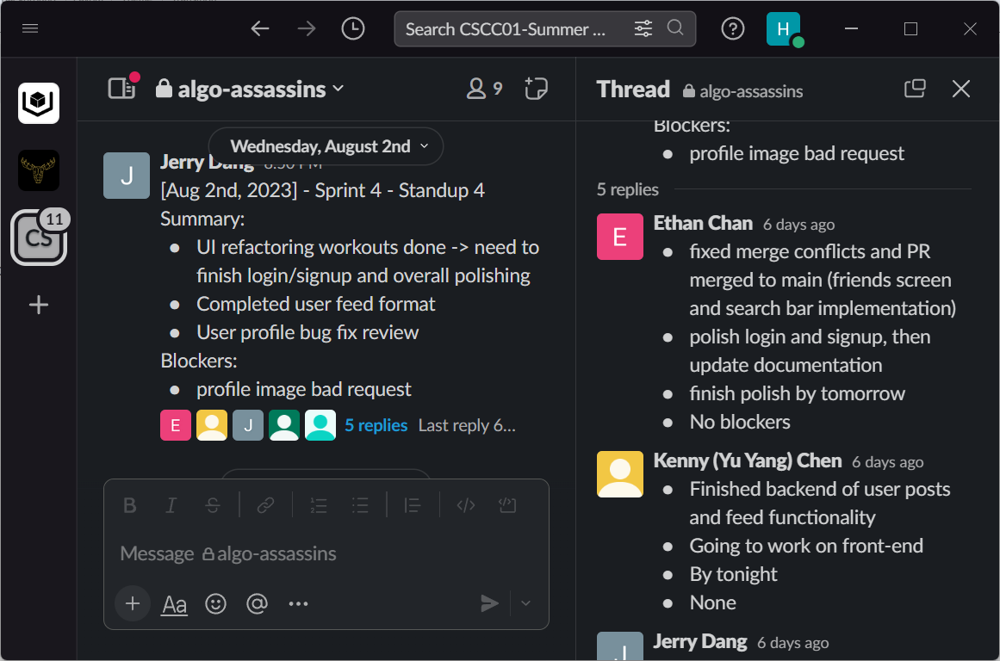 Search CSCC01-Summer ...
H
algo-assassins
9
Wednesday, August 2nd
J
Jerry Dang 8:50 PM
[Aug 2nd, 2023] - Sprint 4 - Standup 4
Summary:
UI refactoring workouts done -> need to
finish login/signup and overall polishing
Completed user feed format
User profile bug fix review
Blockers:
profile image bad request
E
J
5 replies Last reply 6...
B I S
Message algo-assassins
Aa
11
CS
Thread algo-assassins
Blockers:
profile image bad request
5 replies
E
Ethan Chan 6 days ago
fixed merge conflicts and PR
merged to main (friends screen
and search bar implementation)
polish login and signup, then
update documentation
finish polish by tomorrow
No blockers
Kenny (Yu Yang) Chen 6 days ago
Finished backend of user posts
and feed functionality
Going to work on front-end
By tonight
None
J
Jerry Dang 6 days ago